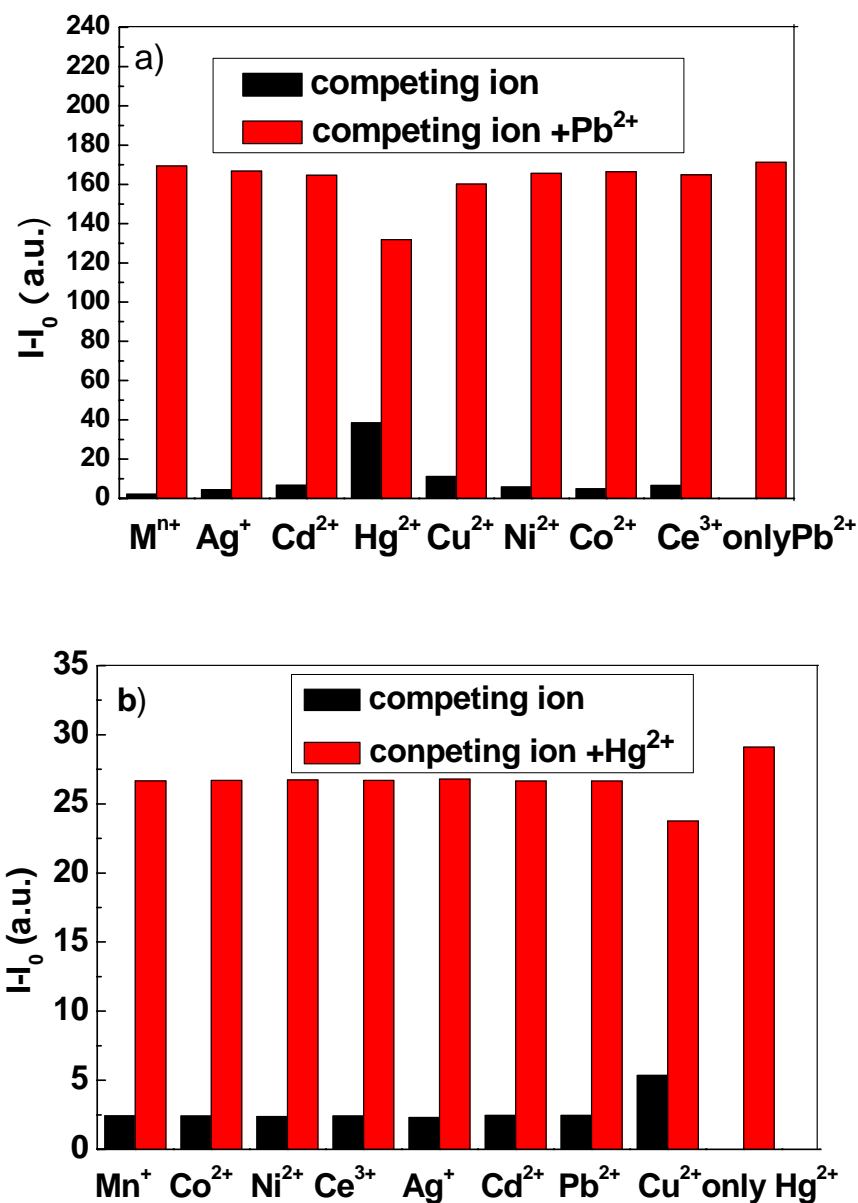 a)
competing ion
competing ion +Pb²⁺
I-I₀ ( a.u.)
240
220
200
180
160
140
120
100
80
60
40
20
0
Mⁿ⁺ Ag⁺ Cd²⁺ Hg²⁺ Cu²⁺ Ni²⁺ Co²⁺ Ce³⁺ onlyPb²⁺
b)
competing ion
conpeting ion +Hg²⁺
I-I₀ (a.u.)
35
30
25
20
15
10
5
0
Mn⁺ Co²⁺ Ni²⁺ Ce³⁺ Ag⁺ Cd²⁺ Pb²⁺ Cu²⁺ only Hg²⁺